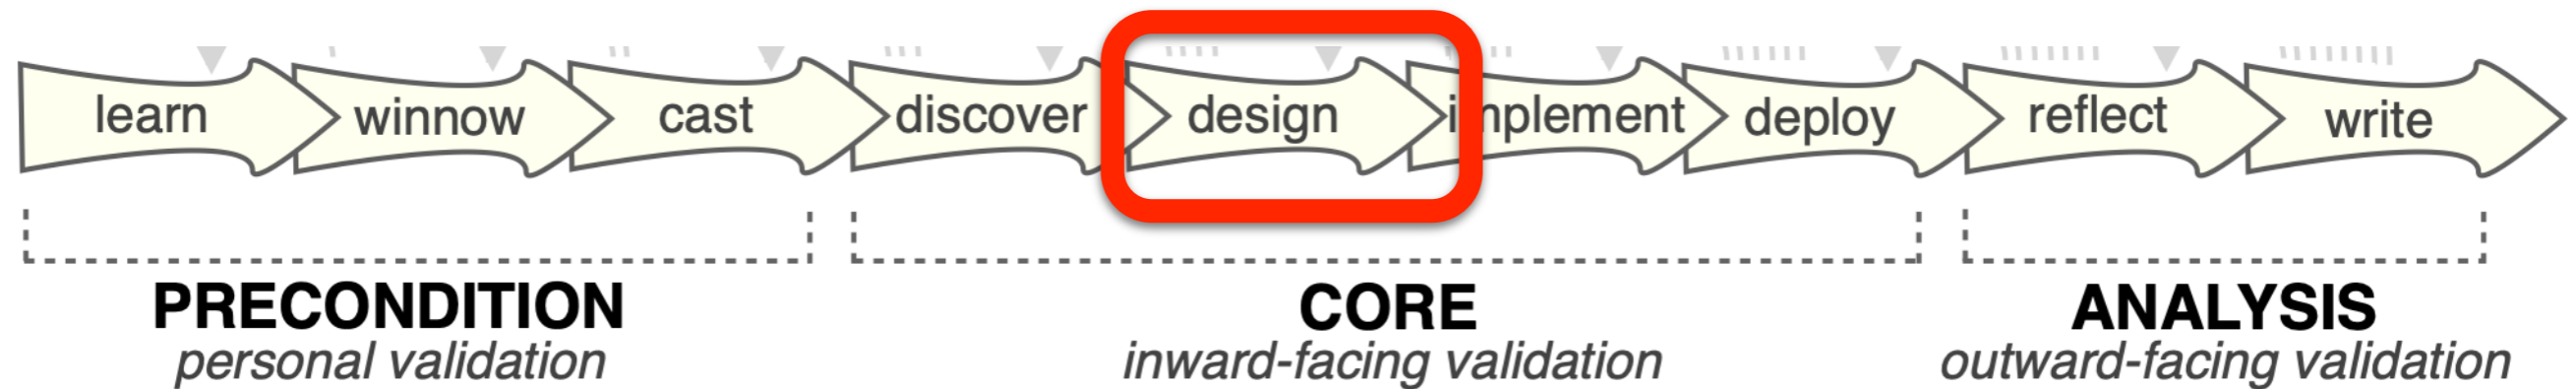 learn winnow cast discover design implement deploy reflect write
PRECONDITION CORE ANALYSIS
personal validation inward-facing validation outward-facing validation